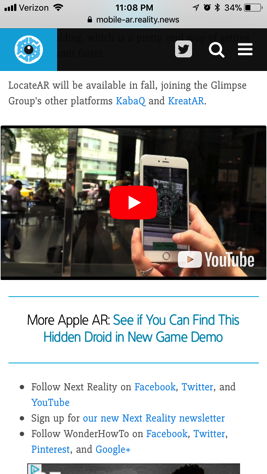 Verizon 11:08 PM 34%
mobile-ar.reality.news
LocateAR will be available in fall, joining the Glimpse
Group's other platforms KabaQ and KreatAR.
YouTube
More Apple AR: See if You Can Find This
Hidden Droid in New Game Demo
Follow Next Reality on Facebook, Twitter, and
YouTube
Sign up for our new Next Reality newsletter
Follow WonderHowTo on Facebook, Twitter,
Pinterest, and Google+